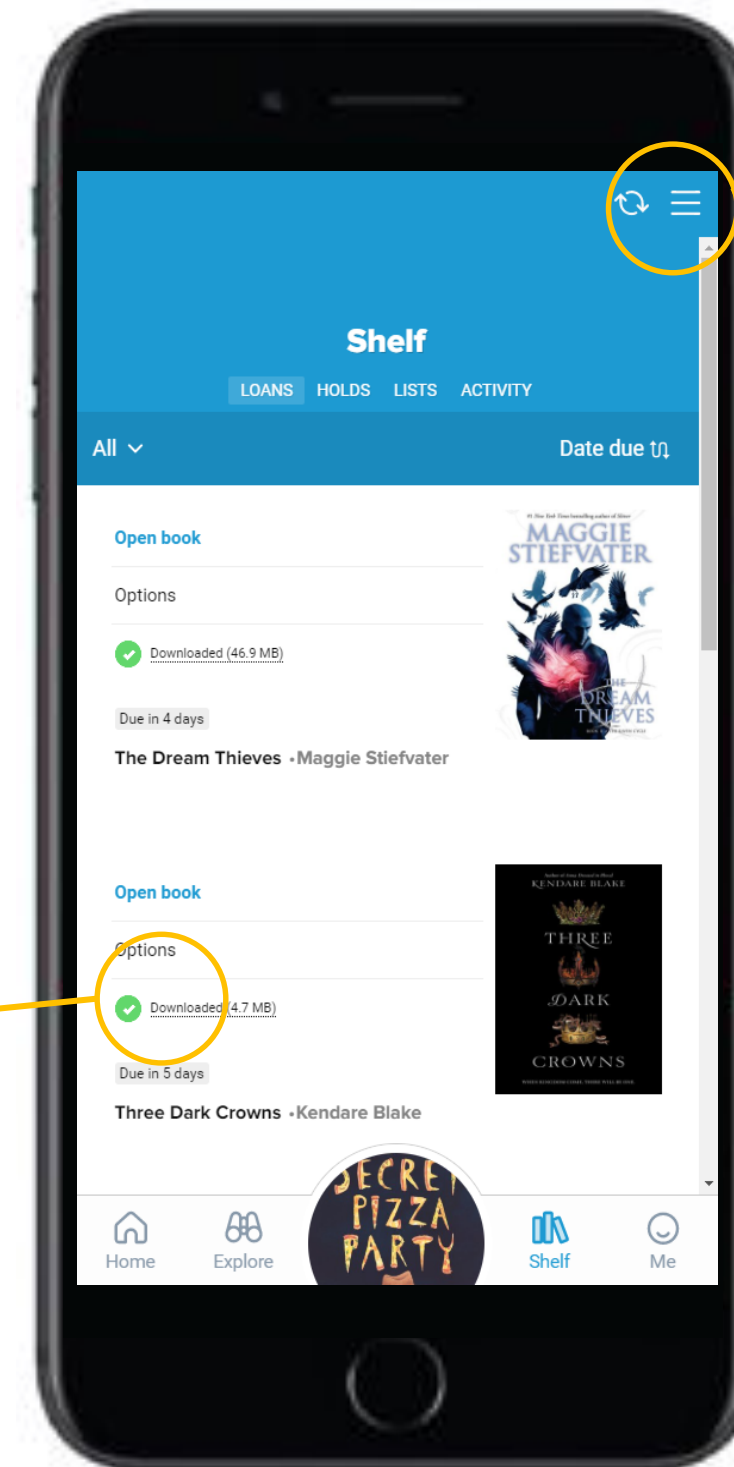 Shelf
LOANS HOLDS LISTS ACTIVITY
All Date due
Open book
Options
Downloaded (46.9 MB)
Due in 4 days
The Dream Thieves • Maggie Stiefvater
MAGGIE
STIEFVATER
THE
DREAM
THIEVES
Open book
Options
Downloaded (4.7 MB)
Due in 5 days
Three Dark Crowns • Kendare Blake
KENDARE BLAKE
THREE
DARK
CROWNS
SECRET
PIZZA
PARTY
Home Explore Shelf Me